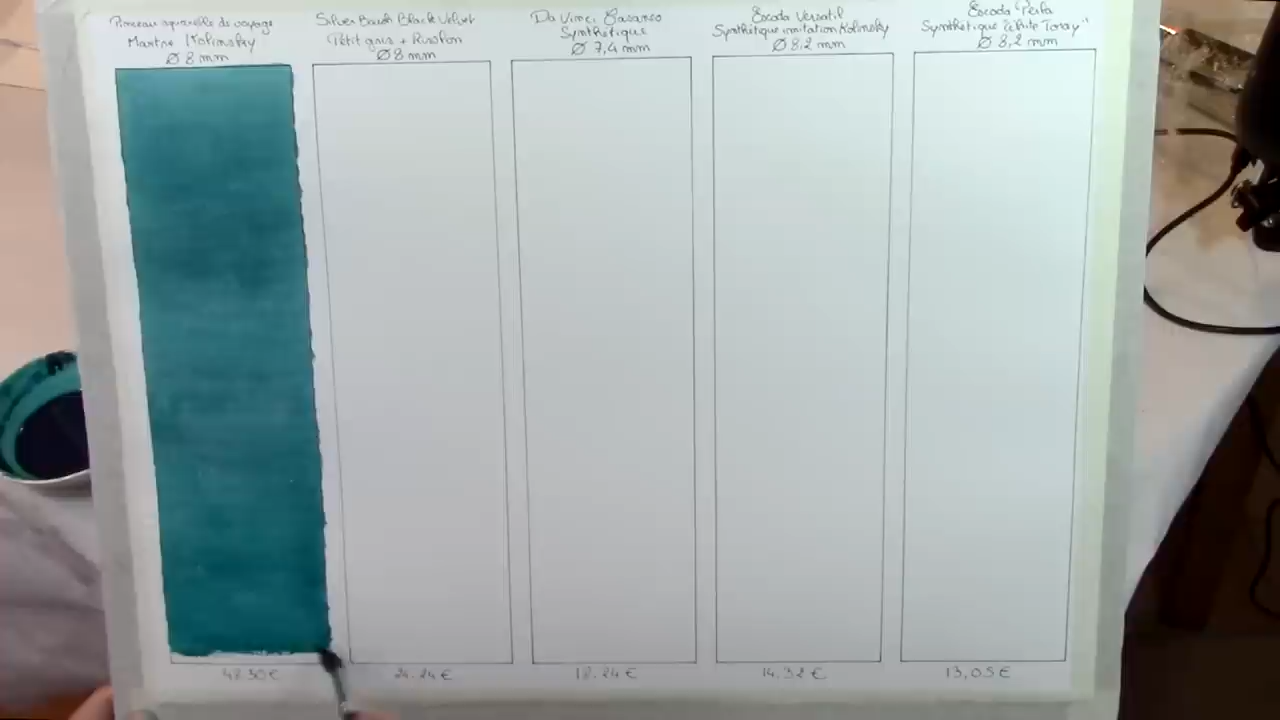 Pinceau aquarelle de voyage
Martre Kolinsky
Ø 8 mm
Silver Brush Black Velvet
Petit gris + Risslon
Ø 8 mm
Da Vinci Casaneo
Synthétique
Ø 7,4 mm
Escoda Versatil
Synthétique imitation Kolinsky
Ø 8,2 mm
Escoda Perla
Synthétique "White Toray"
Ø 8,2 mm
48.50 €
24.24 €
18.24 €
14.32 €
13,05 €